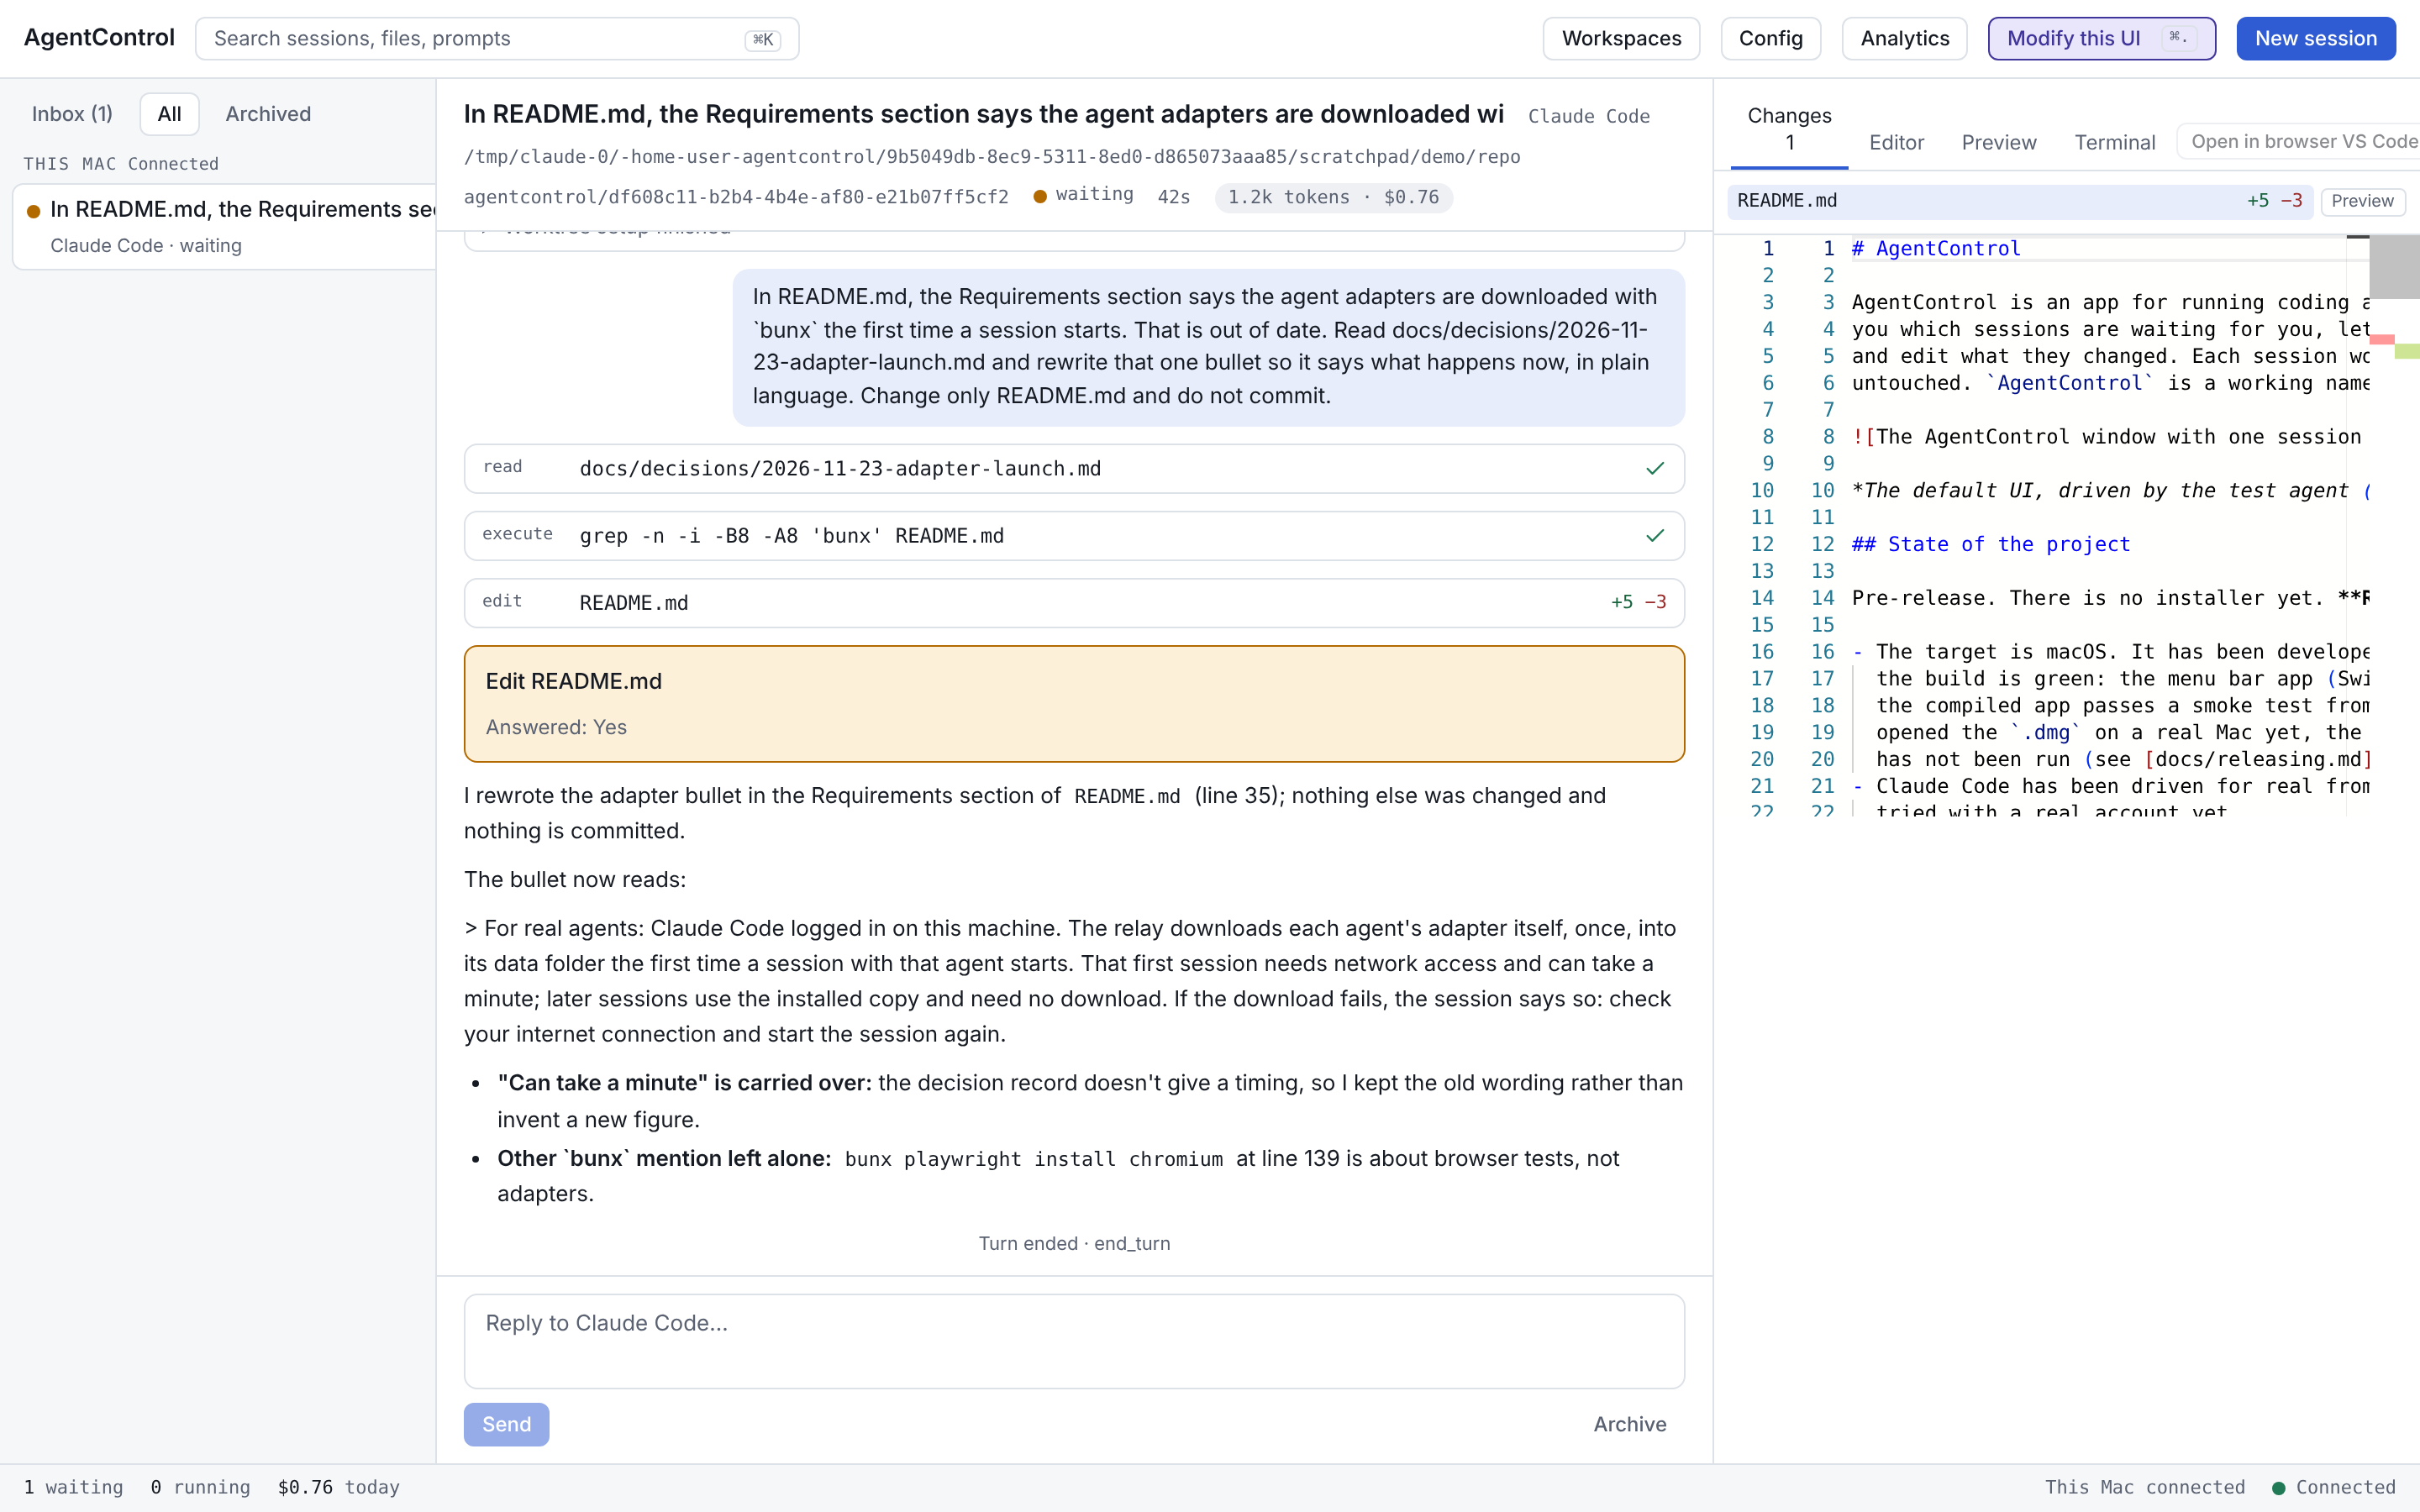 AgentControl
Search sessions, files, prompts
⌘K
Workspaces
Config
Analytics
Modify this UI ⌘.
New session
Inbox (1)
All
Archived
THIS MAC Connected
In README.md, the Requirements se
Claude Code · waiting
In README.md, the Requirements section says the agent adapters are downloaded wi
Claude Code
/tmp/claude-0/-home-user-agentcontrol/9b5049db-8ec9-5311-8ed0-d865073aaa85/scratchpad/demo/repo
agentcontrol/df608c11-b2b4-4b4e-af80-e21b07ff5cf2
waiting
42s
1.2k tokens · $0.76
In README.md, the Requirements section says the agent adapters are downloaded with
`bunx` the first time a session starts. That is out of date. Read docs/decisions/2026-11-
23-adapter-launch.md and rewrite that one bullet so it says what happens now, in plain
language. Change only README.md and do not commit.
read docs/decisions/2026-11-23-adapter-launch.md
execute grep -n -i -B8 -A8 'bunx' README.md
edit README.md +5 −3
Edit README.md
Answered: Yes
I rewrote the adapter bullet in the Requirements section of README.md (line 35); nothing else was changed and
nothing is committed.
The bullet now reads:
> For real agents: Claude Code logged in on this machine. The relay downloads each agent's adapter itself, once, into
its data folder the first time a session with that agent starts. That first session needs network access and can take a
minute; later sessions use the installed copy and need no download. If the download fails, the session says so: check
your internet connection and start the session again.
• "Can take a minute" is carried over: the decision record doesn't give a timing, so I kept the old wording rather than
invent a new figure.
• Other `bunx` mention left alone: bunx playwright install chromium at line 139 is about browser tests, not
adapters.
Turn ended · end_turn
Reply to Claude Code...
Send
Archive
Changes
1
Editor
Preview
Terminal
Open in browser VS Code
README.md +5 −3
Preview
1 1 # AgentControl
2 2
3 3 AgentControl is an app for running coding a
4 4 you which sessions are waiting for you, let
5 5 and edit what they changed. Each session wo
6 6 untouched. `AgentControl` is a working name
7 7
8 8 ![The AgentControl window with one session
9 9
10 10 *The default UI, driven by the test agent (
11 11
12 12 ## State of the project
13 13
14 14 Pre-release. There is no installer yet. **R
15 15
16 16 - The target is macOS. It has been develope
17 17 the build is green: the menu bar app (Swi
18 18 the compiled app passes a smoke test from
19 19 opened the `.dmg` on a real Mac yet, the
20 20 has not been run (see [docs/releasing.md]
21 21 - Claude Code has been driven for real from
22 22 tried with a real account yet
1 waiting
0 running
$0.76 today
This Mac connected
Connected